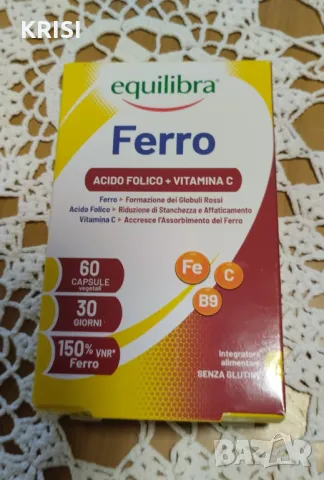 KRISI
equilibra®
Ferro
ACIDO FOLICO + VITAMINA C
Ferro ▸ Formazione dei Globuli Rossi
Acido Folico ▸ Riduzione di Stanchezza e Affaticamento
Vitamina C ▸ Accresce l'Assorbimento del Ferro
60
CAPSULE
vegetali
30
GIORNI
150% VNR*
Ferro
Fe
C
B9
Integratore
alimentare
SENZA GLUTINE
BAZAR